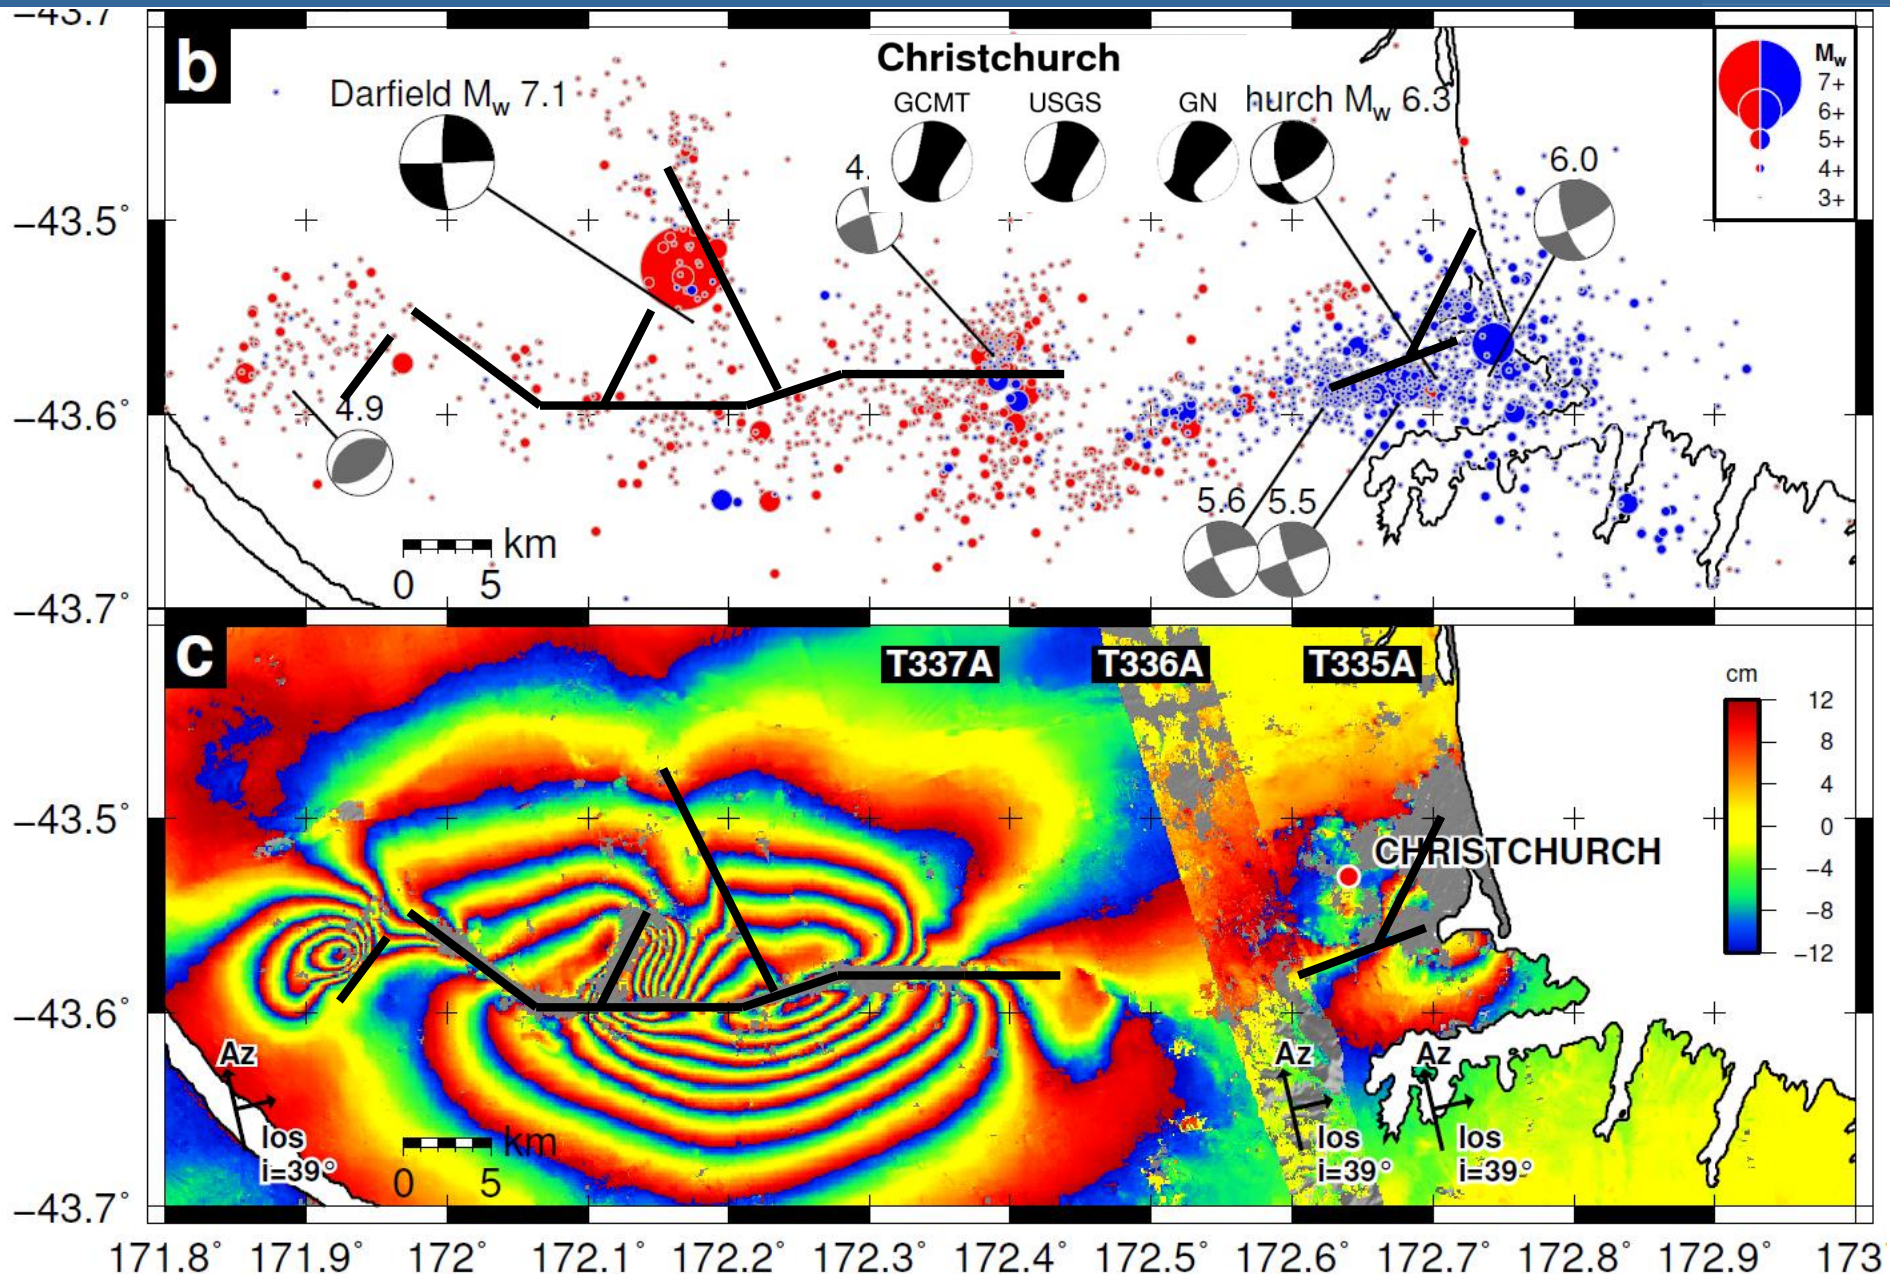 −43.7
b
Christchurch
Darfield Mw 7.1
GCMT USGS GN
hurch Mw 6.3
Mw
7+
6+
5+
4+
3+
4.
6.0
−43.5°
−43.6°
4.9
5.6 5.5
km
0 5
−43.7°
c
T337A T336A T335A
cm
12
8
4
0
−4
−8
−12
−43.5°
CHRISTCHURCH
−43.6°
Az
los
i=39°
km
0 5
Az
los
i=39°
Az
los
i=39°
−43.7°
171.8° 171.9° 172° 172.1° 172.2° 172.3° 172.4° 172.5° 172.6° 172.7° 172.8° 172.9° 173